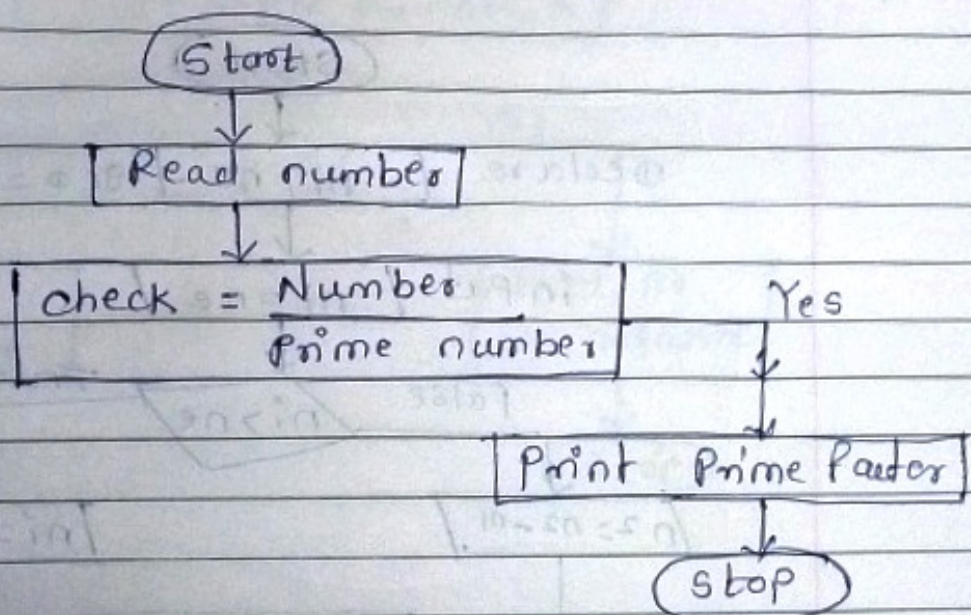 Start
Read number
check = Number
Prime number
Yes
Print Prime Factor
Stop